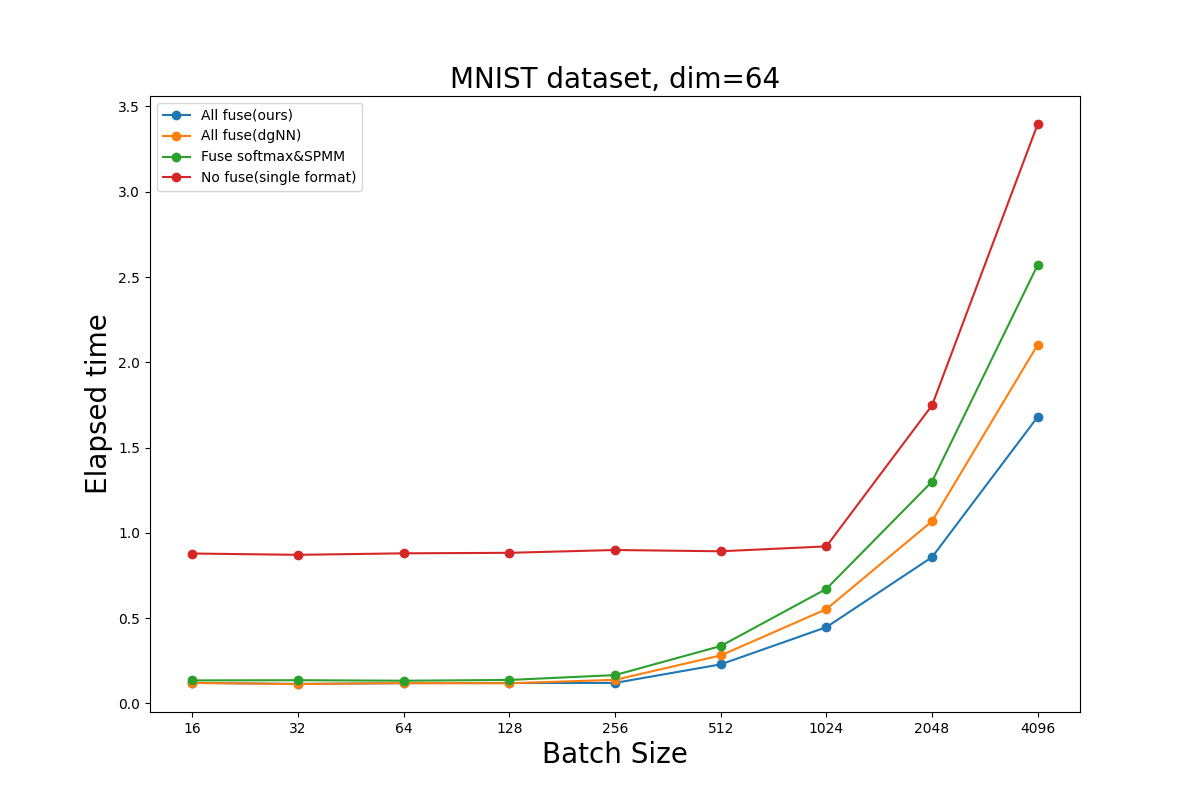 MNIST dataset, dim=64
All fuse(ours)
All fuse(dgNN)
Fuse softmax&SPMM
No fuse(single format)
Elapsed time
3.5
3.0
2.5
2.0
1.5
1.0
0.5
0.0
16 32 64 128 256 512 1024 2048 4096
Batch Size